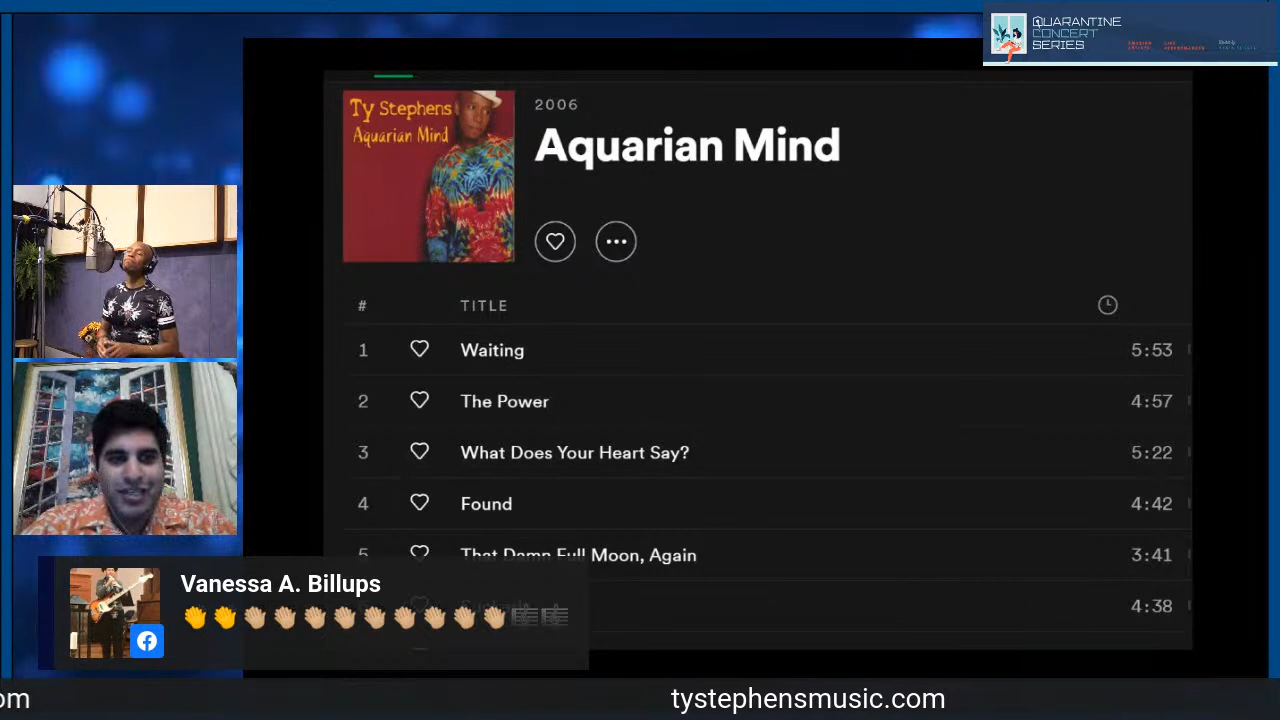 QUARANTINE
CONCERT
SERIES
Ty Stephens
Aquarian Mind
2006
Aquarian Mind
# TITLE
1 Waiting 5:53
2 The Power 4:57
3 What Does Your Heart Say? 5:22
4 Found 4:42
5 That Damn Full Moon, Again 3:41
4:38
Vanessa A. Billups
👏👏👏🏼👏🏼👏🏼👏🏼👏🏼👏🏼👏🏼👏🏼👏🏼🎼🎼
om tystephensmusic.com